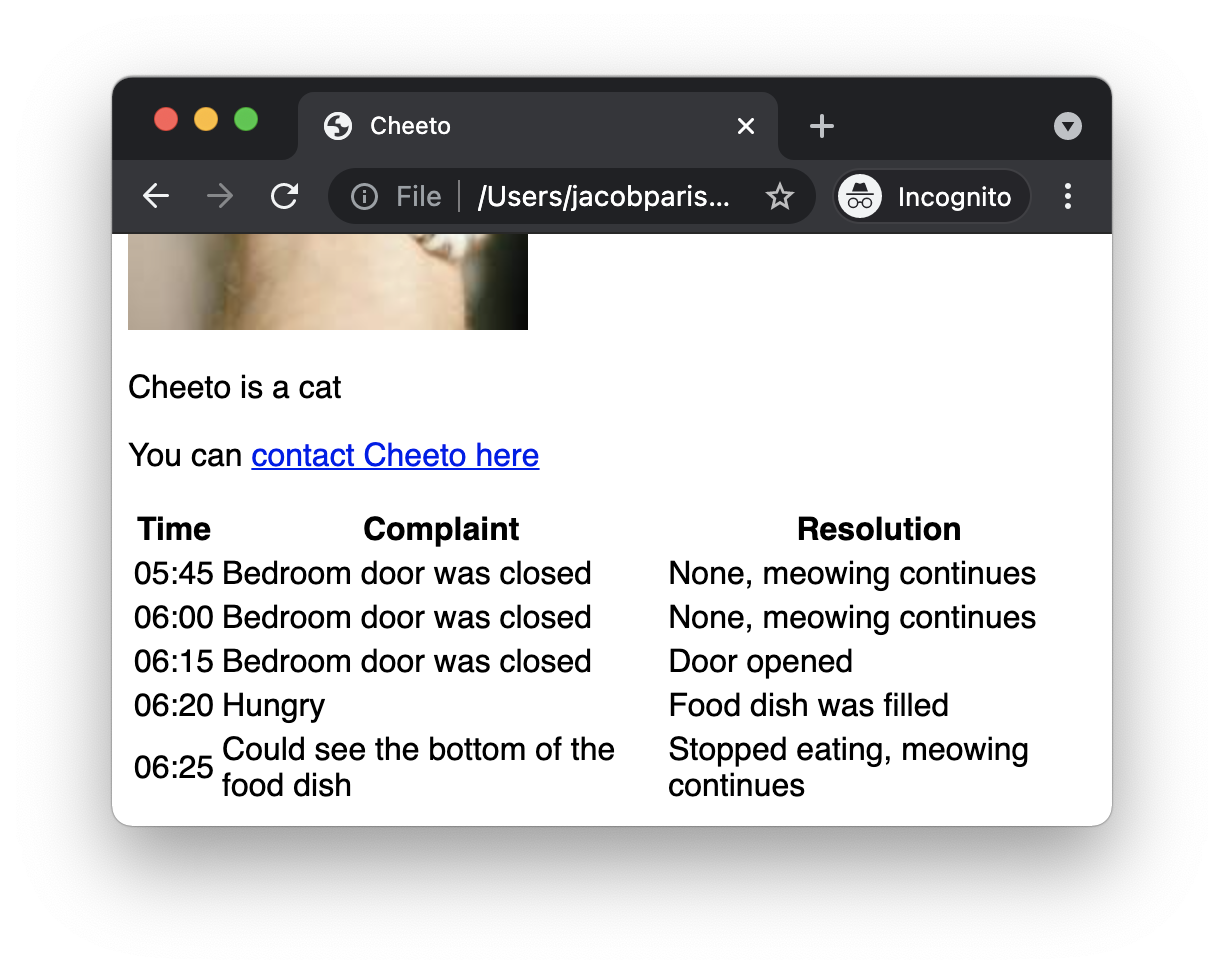 Cheeto
File /Users/jacobparis... Incognito
Cheeto is a cat
You can contact Cheeto here
Time Complaint Resolution
05:45 Bedroom door was closed None, meowing continues
06:00 Bedroom door was closed None, meowing continues
06:15 Bedroom door was closed Door opened
06:20 Hungry Food dish was filled
06:25 Could see the bottom of the food dish Stopped eating, meowing continues